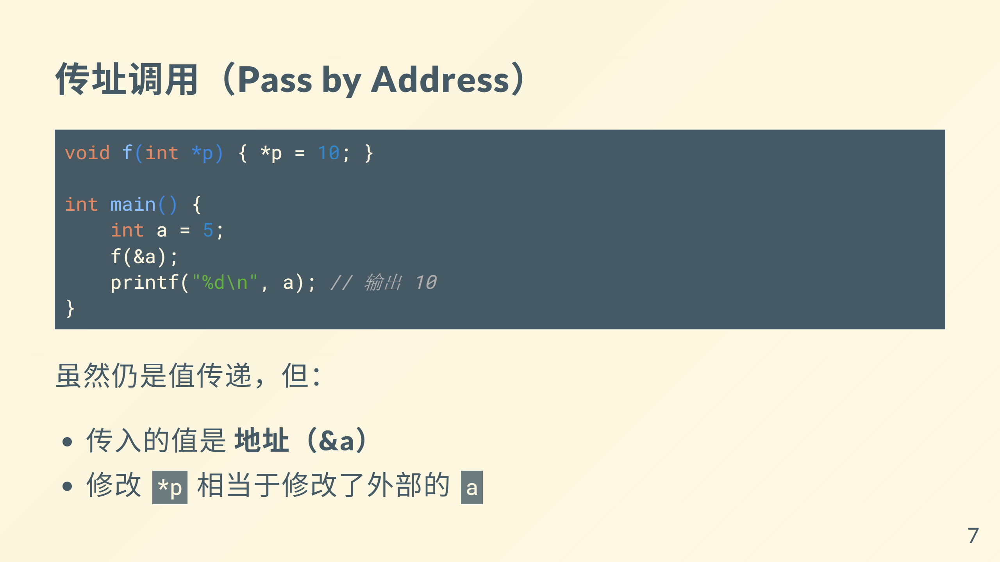 传址调用（Pass by Address）
void f(int *p) { *p = 10; }
int main() {
    int a = 5;
    f(&a);
    printf("%d\n", a); // 输出 10
}
虽然仍是值传递，但：
• 传入的值是 地址（&a）
• 修改 *p 相当于修改了外部的 a
7